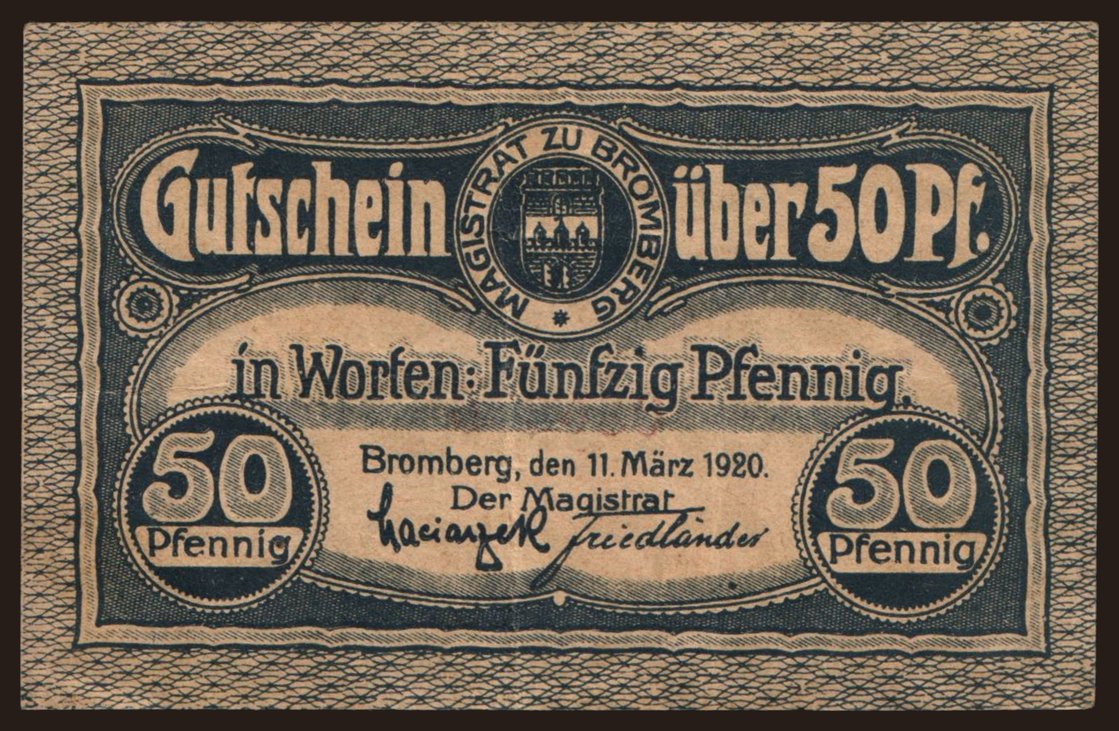 Gutschein über 50 Pf.
MAGISTRAT ZU BROMBERG *
in Worten: Fünfzig Pfennig.
50 Pfennig
Bromberg, den 11. März 1920.
Der Magistrat
Friedländer
50 Pfennig